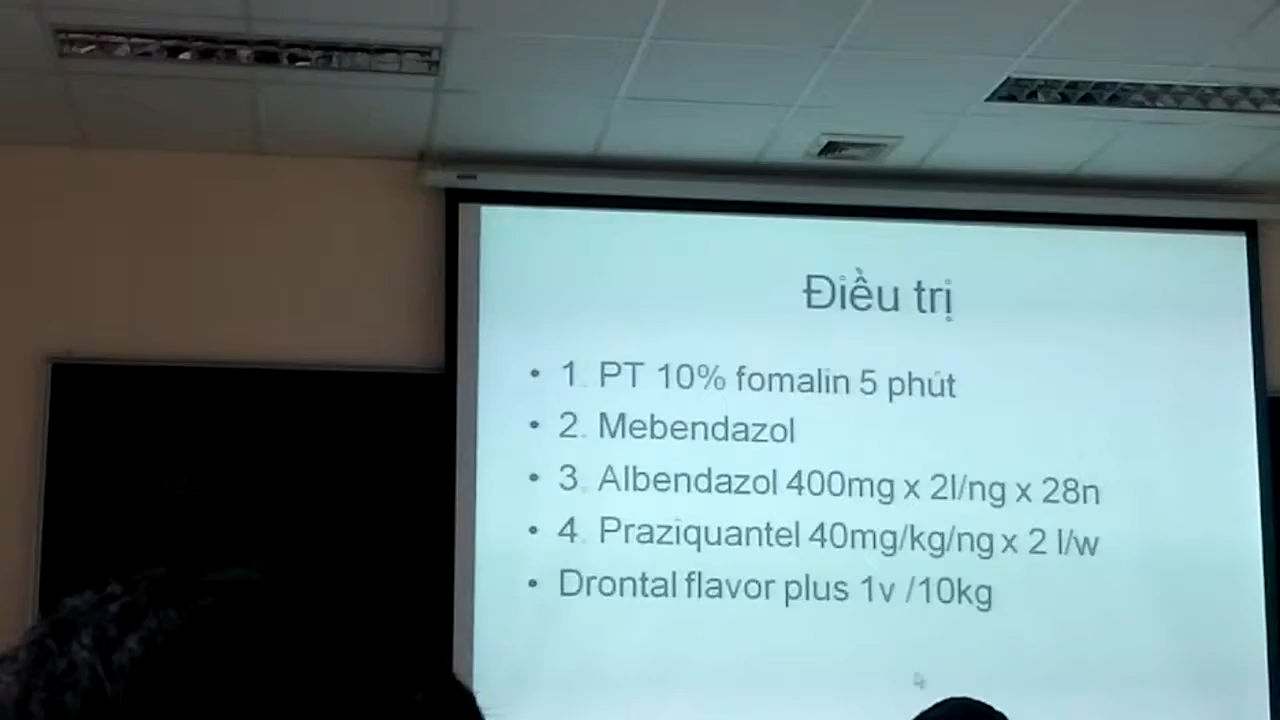 Điều trị
• 1. PT 10% fomalin 5 phút
• 2. Mebendazol
• 3. Albendazol 400mg x 2l/ng x 28n
• 4. Praziquantel 40mg/kg/ng x 2 l/w
• Drontal flavor plus 1v /10kg